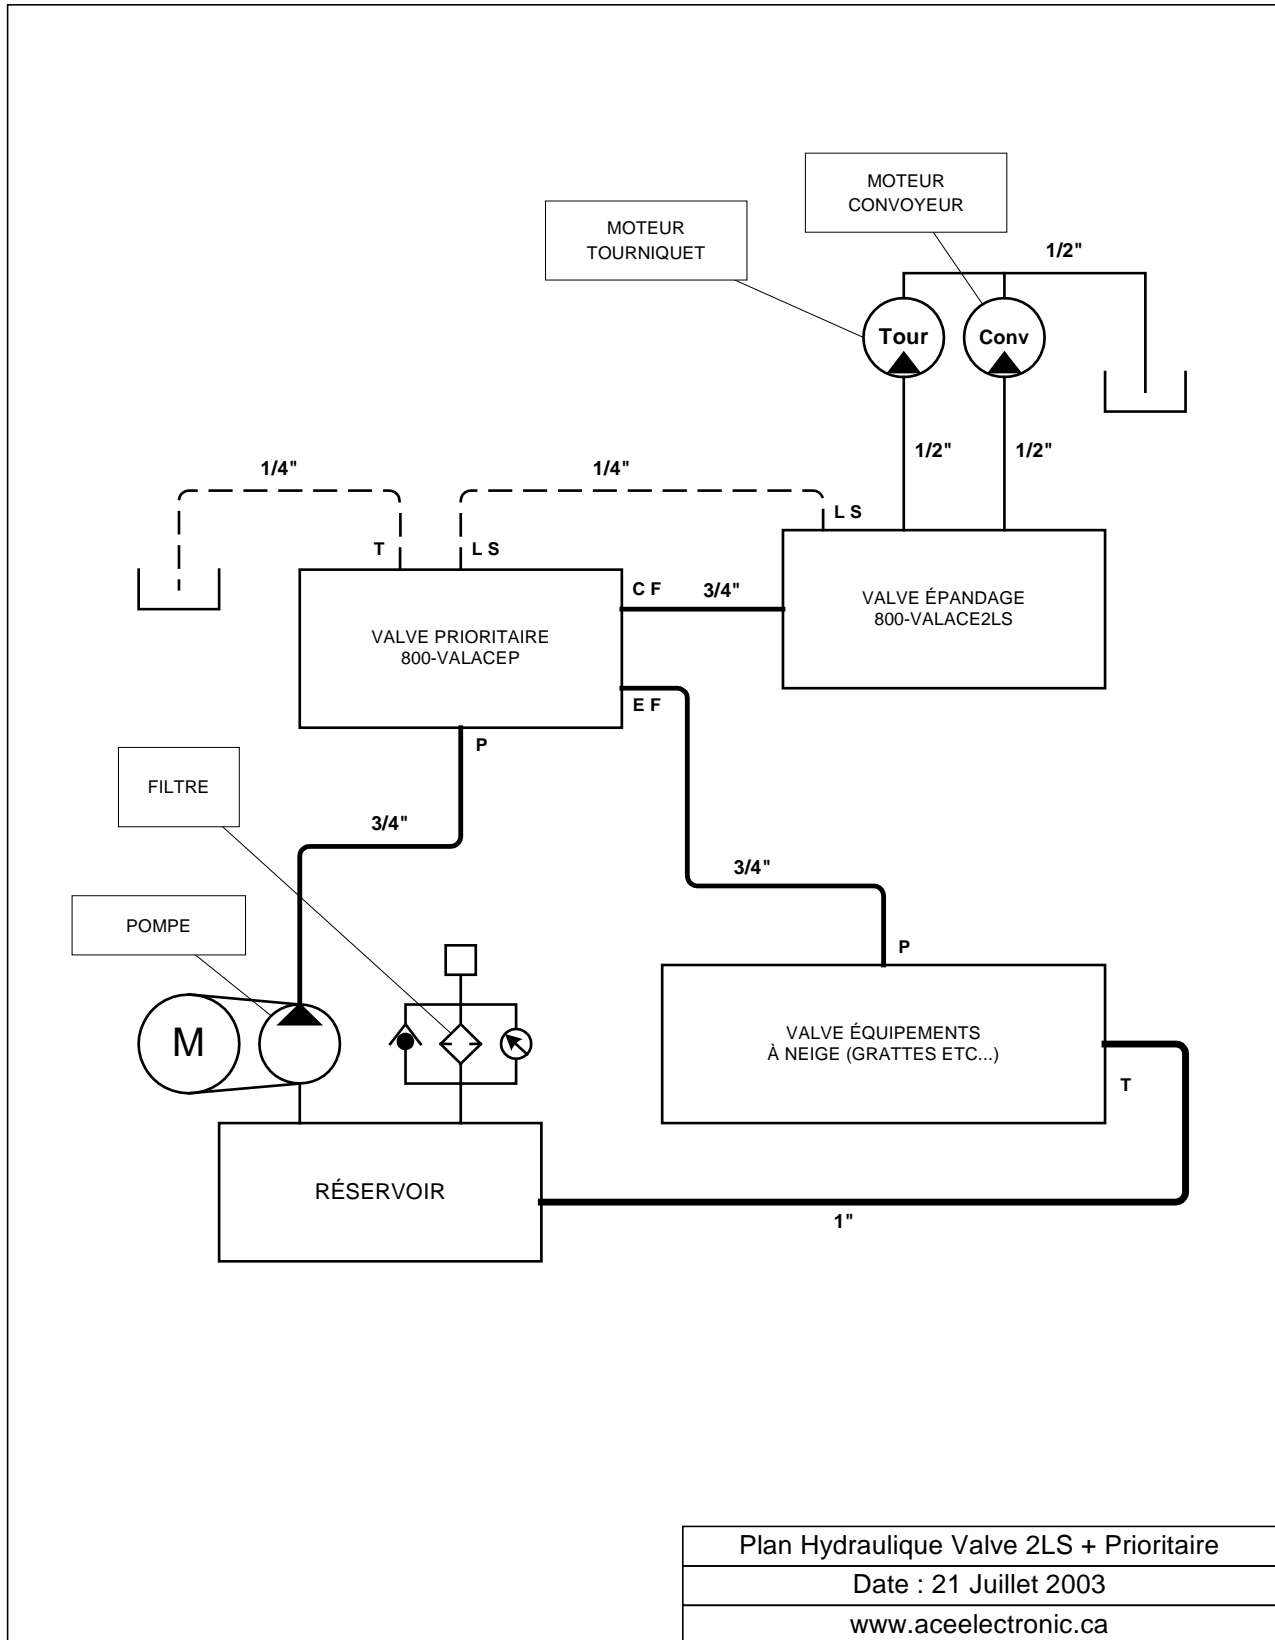 MOTEUR
CONVOYEUR
MOTEUR
TOURNIQUET
1/2"
Tour
Conv
1/2"
1/2"
1/4"
1/4"
L S
T
L S
C F
3/4"
VALVE ÉPANDAGE
800-VALACE2LS
VALVE PRIORITAIRE
800-VALACEP
E F
P
FILTRE
3/4"
3/4"
POMPE
P
M
VALVE ÉQUIPEMENTS
À NEIGE (GRATTES ETC...)
T
RÉSERVOIR
1"
Plan Hydraulique Valve 2LS + Prioritaire
Date : 21 Juillet 2003
www.aceelectronic.ca